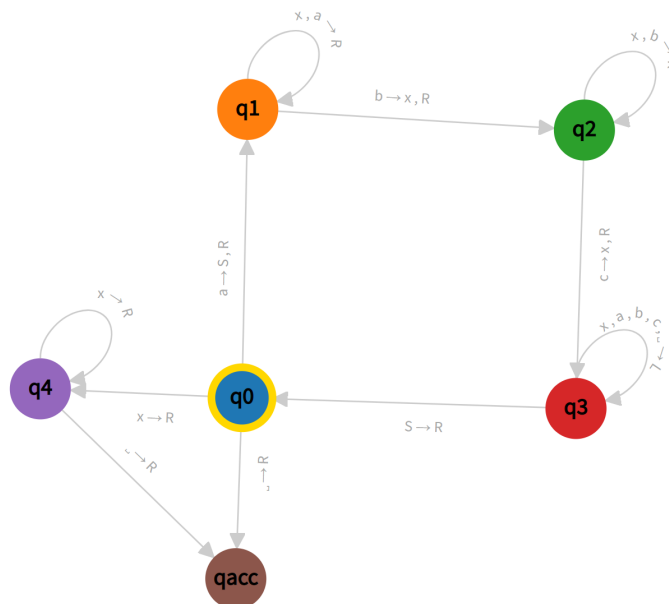 x,a→R
q1
b→x,R
x,b→
q2
a→S,R
c→x,R
x→R
q4
x→R
q0
S→R
x,a,b,c,␣→L
q3
␣→R
␣→R
qacc